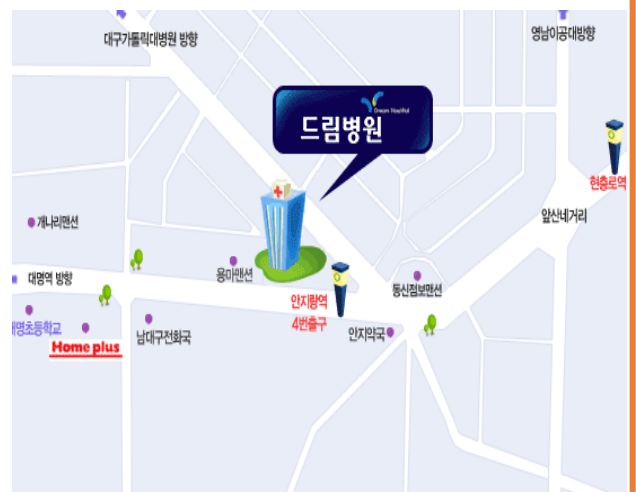 대구가톨릭대병원 방향
영남이공대방향
Dream Hospital
드림병원
현충로역
앞산네거리
개나리맨션
용마맨션
대명역 방향
안지랑역
4번출구
동신점보맨션
안지약국
명초등학교
Home plus
남대구전화국